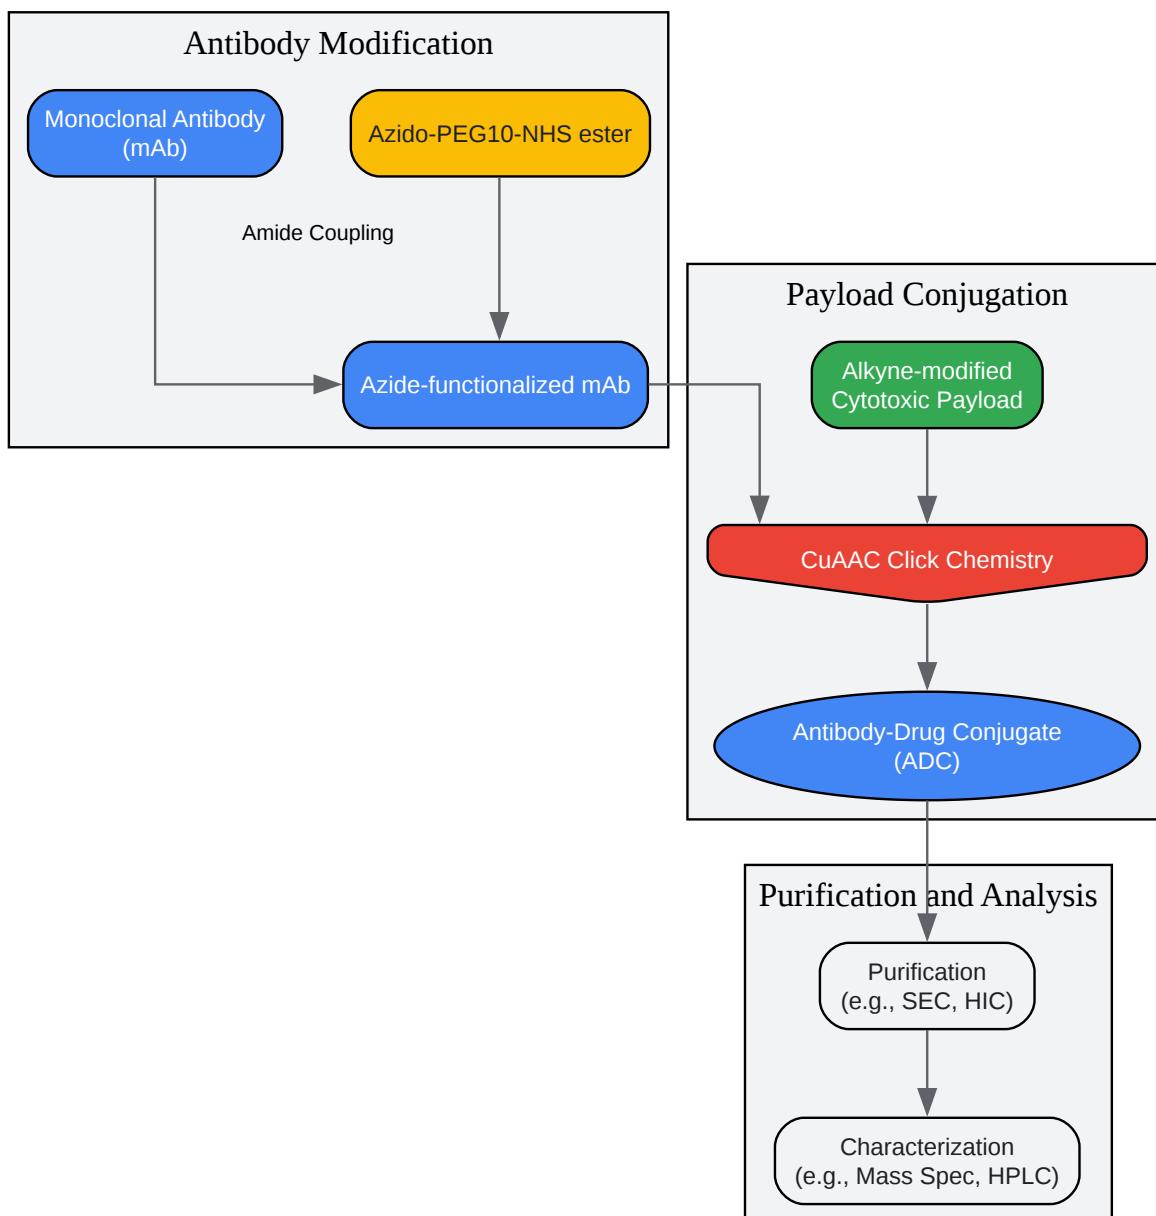 Antibody Modification
Monoclonal Antibody
(mAb)
Azido-PEG10-NHS ester
Amide Coupling
Azide-functionalized mAb
Payload Conjugation
Alkyne-modified
Cytotoxic Payload
CuAAC Click Chemistry
Antibody-Drug Conjugate
(ADC)
Purification and Analysis
Purification
(e.g., SEC, HIC)
Characterization
(e.g., Mass Spec, HPLC)